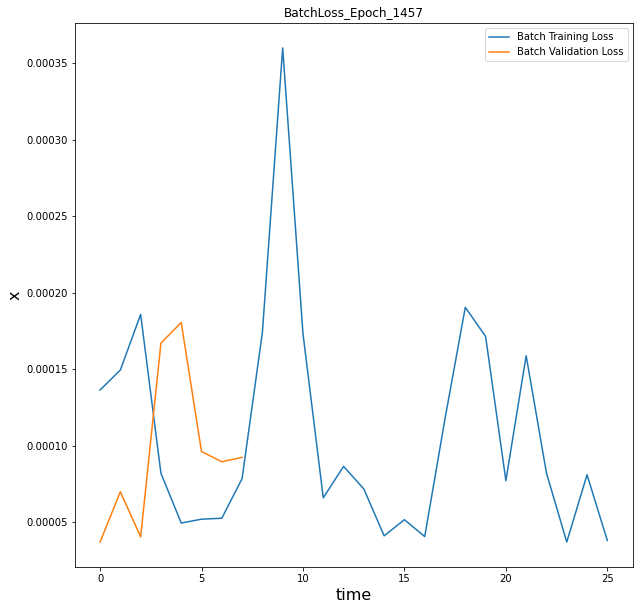 BatchLoss_Epoch_1457
Batch Training Loss
Batch Validation Loss
0.00035
0.00030
0.00025
0.00020
0.00015
0.00010
0.00005
x
0 5 10 15 20 25
time